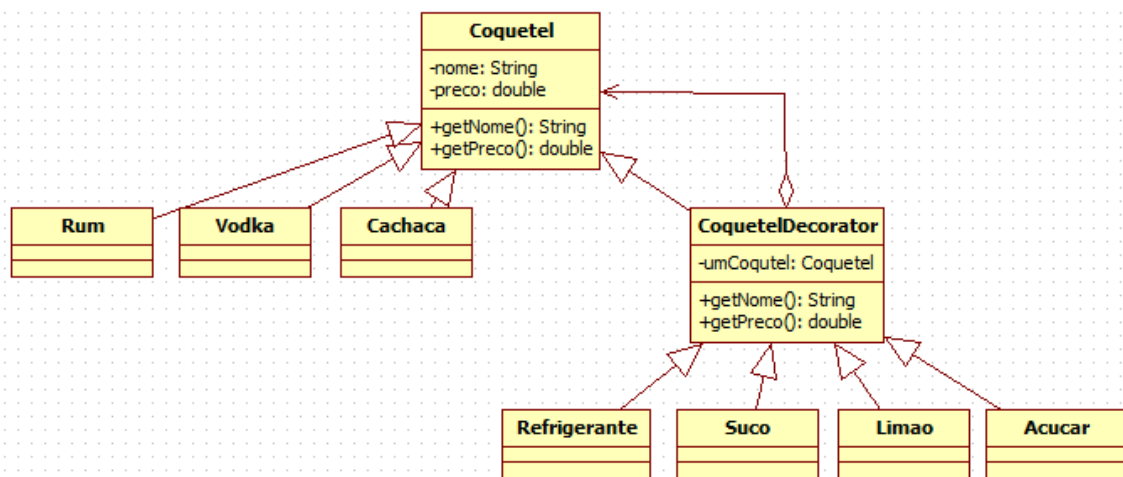 Coquetel
-nome: String
-preco: double
+getNome(): String
+getPreco(): double
Rum
Vodka
Cachaca
CoquetelDecorator
-umCoqutel: Coquetel
+getNome(): String
+getPreco(): double
Refrigerante
Suco
Limao
Acucar